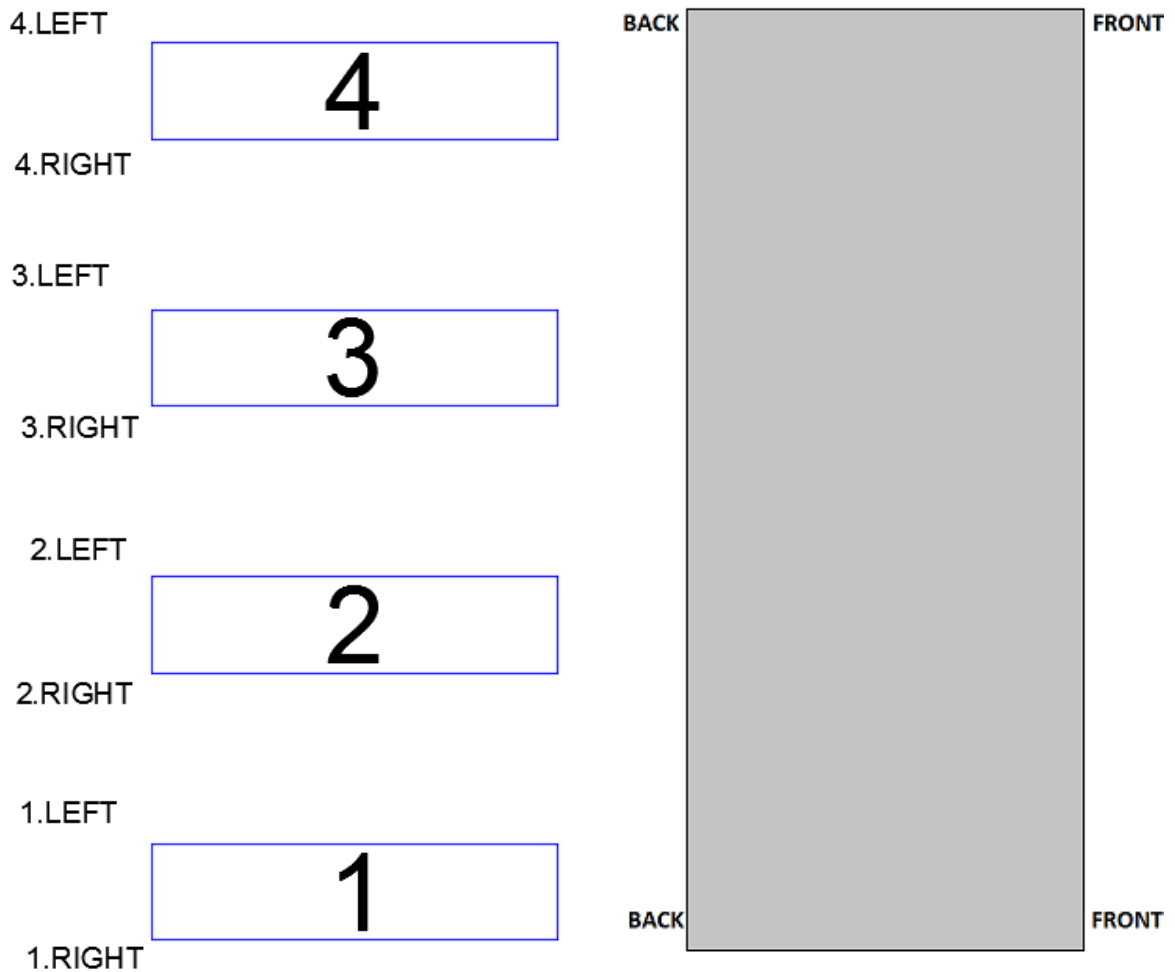 4.LEFT
4
4.RIGHT
3.LEFT
3
3.RIGHT
2.LEFT
2
2.RIGHT
1.LEFT
1
1.RIGHT
BACK
FRONT
BACK
FRONT